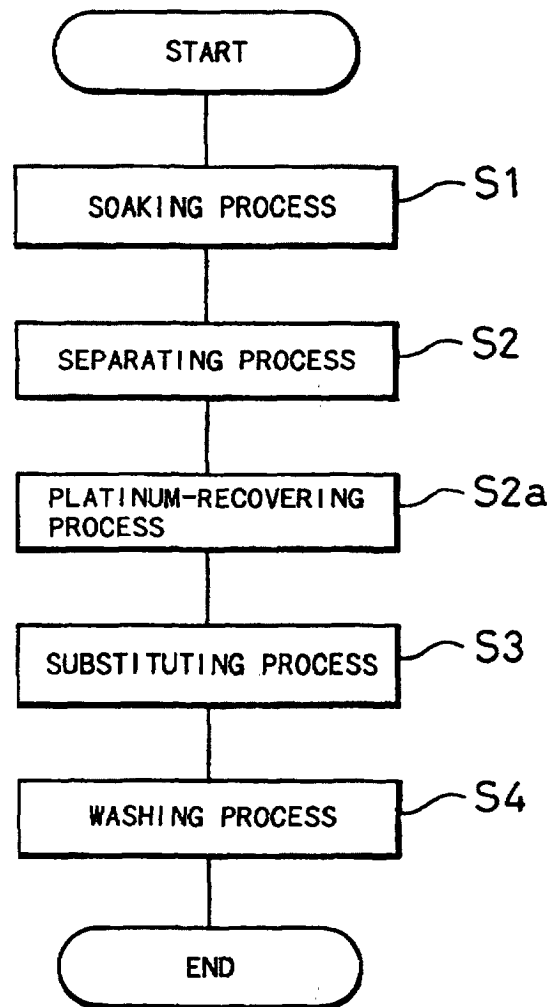 START
SOAKING PROCESS
S1
SEPARATING PROCESS
S2
PLATINUM-RECOVERING
PROCESS
S2a
SUBSTITUTING PROCESS
S3
WASHING PROCESS
S4
END